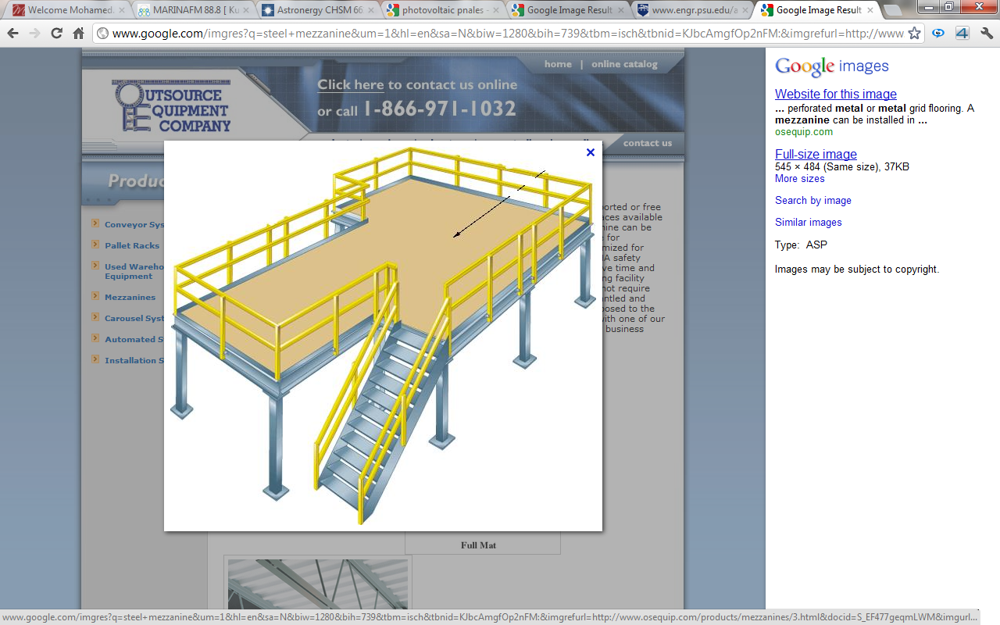 Welcome Mohamed.
MARINAFM 88.8 [ Ku
Astronergy CHSM 66
photovoltaic pnales -
Google Image Result
www.engr.psu.edu/a
Google Image Result
www.google.com/imgres?q=steel+mezzanine&um=1&hl=en&sa=N&biw=1280&bih=739&tbm=isch&tbnid=KJbcAmgfOp2nFM:&imgrefurl=http://www.
home | online catalog
Click here to contact us online
or call 1-866-971-1032
OUTSOURCE
EQUIPMENT
COMPANY
contact us
Produc
Conveyor Sys
Pallet Racks
Used Wareho
Equipment
Mezzanines
Carousel Syst
Automated S
Installation S
ported or free
aces available
nine can be
e for
mized for
HA safety
ve time and
ng facility
not require
antled and
posed to the
with one of our
business
Full Mat
Google images
Website for this image
... perforated metal or metal grid flooring. A
mezzanine can be installed in ...
osequip.com
Full-size image
545 × 484 (Same size), 37KB
More sizes
Search by image
Similar images
Type: ASP
Images may be subject to copyright.
www.google.com/imgres?q=steel+mezzanine&um=1&hl=en&sa=N&biw=1280&bih=739&tbm=isch&tbnid=KJbcAmgfOp2nFM:&imgrefurl=http://www.osequip.com/products/mezzanines/3.html&docid=S_EF477geqmLWM&imgurl...